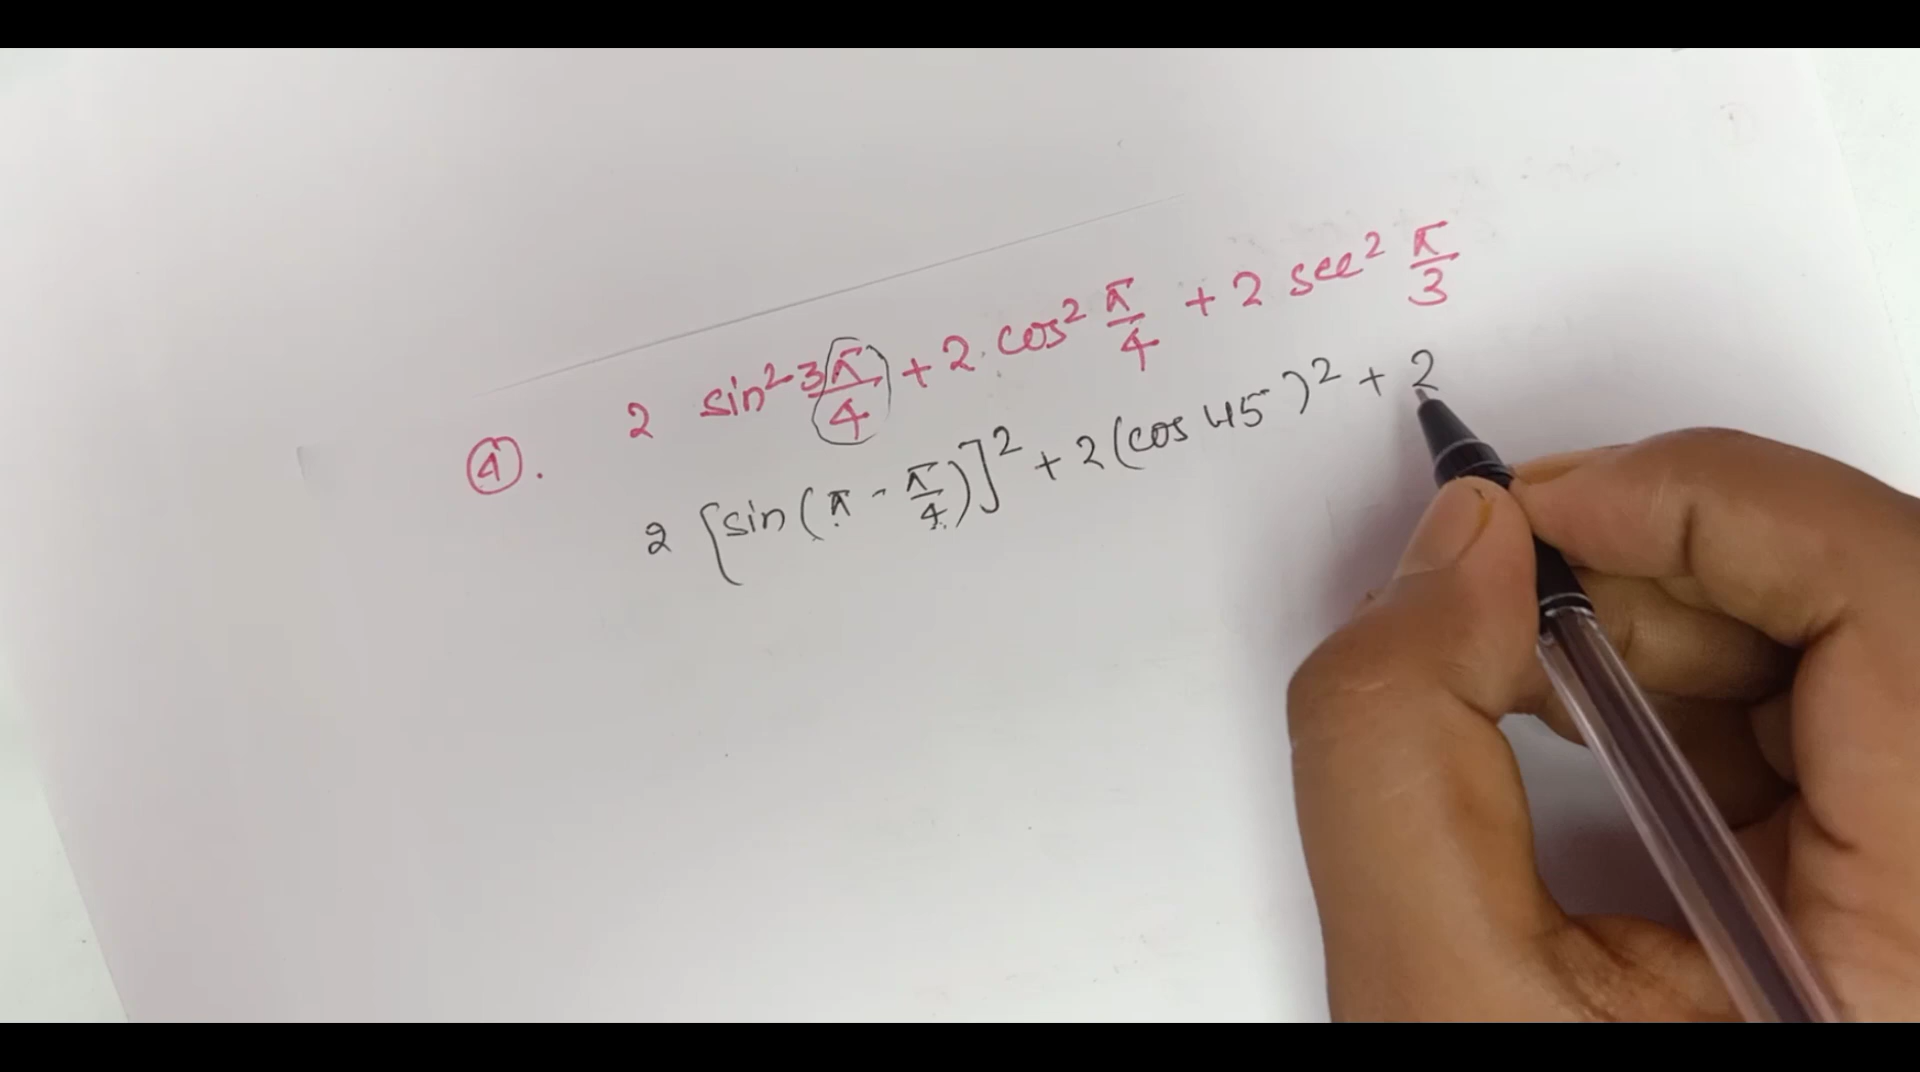 ④. 2 sin² 3π/4 + 2 cos² π/4 + 2 sec² π/3
2 [sin(π - π/4)]² + 2(cos 45°)² + 2